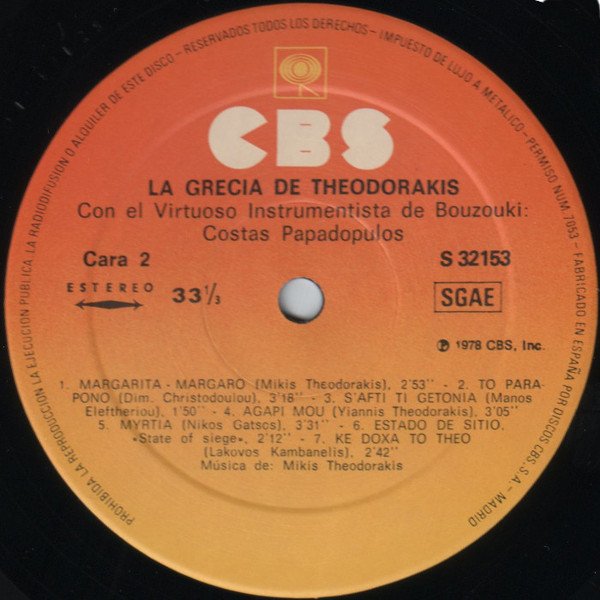 CBS
LA GRECIA DE THEODORAKIS
Con el Virtuoso Instrumentista de Bouzouki:
Costas Papadopulos
Cara 2
S 32153
ESTEREO
33 1/3
SGAE
℗ 1978 CBS, Inc.
1. MARGARITA - MARGARO (Mikis Theodorakis), 2'53'' - 2. TO PARA-
PONO (Dim. Christodoulou), 3'18'' - 3. S'AFTI TI GETONIA (Manos
Eleftheriou), 1'50'' - 4. AGAPI MOU (Yiannis Theodorakis), 3'05''
5. MYRTIA (Nikos Gatsos), 3'31'' - 6. ESTADO DE SITIO.
«State of siege», 2'12'' - 7. KE DOXA TO THEO
(Lakovos Kambanelis), 2'42''
Música de: Mikis Theodorakis
PROHIBIDA LA REPRODUCCION LA EJECUCION PUBLICA LA RADIODIFUSION O ALQUILER DE ESTE DISCO - RESERVADOS TODOS LOS DERECHOS - IMPUESTO DE LUJO A METALICO - PERMISO NUM. 7053 - FABRICADO EN ESPAÑA POR DISCOS CBS, S.A. - MADRID